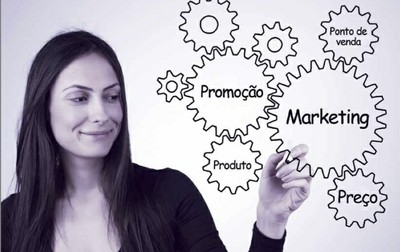 Ponto de
venda
Promoção
Marketing
Produto
Preço